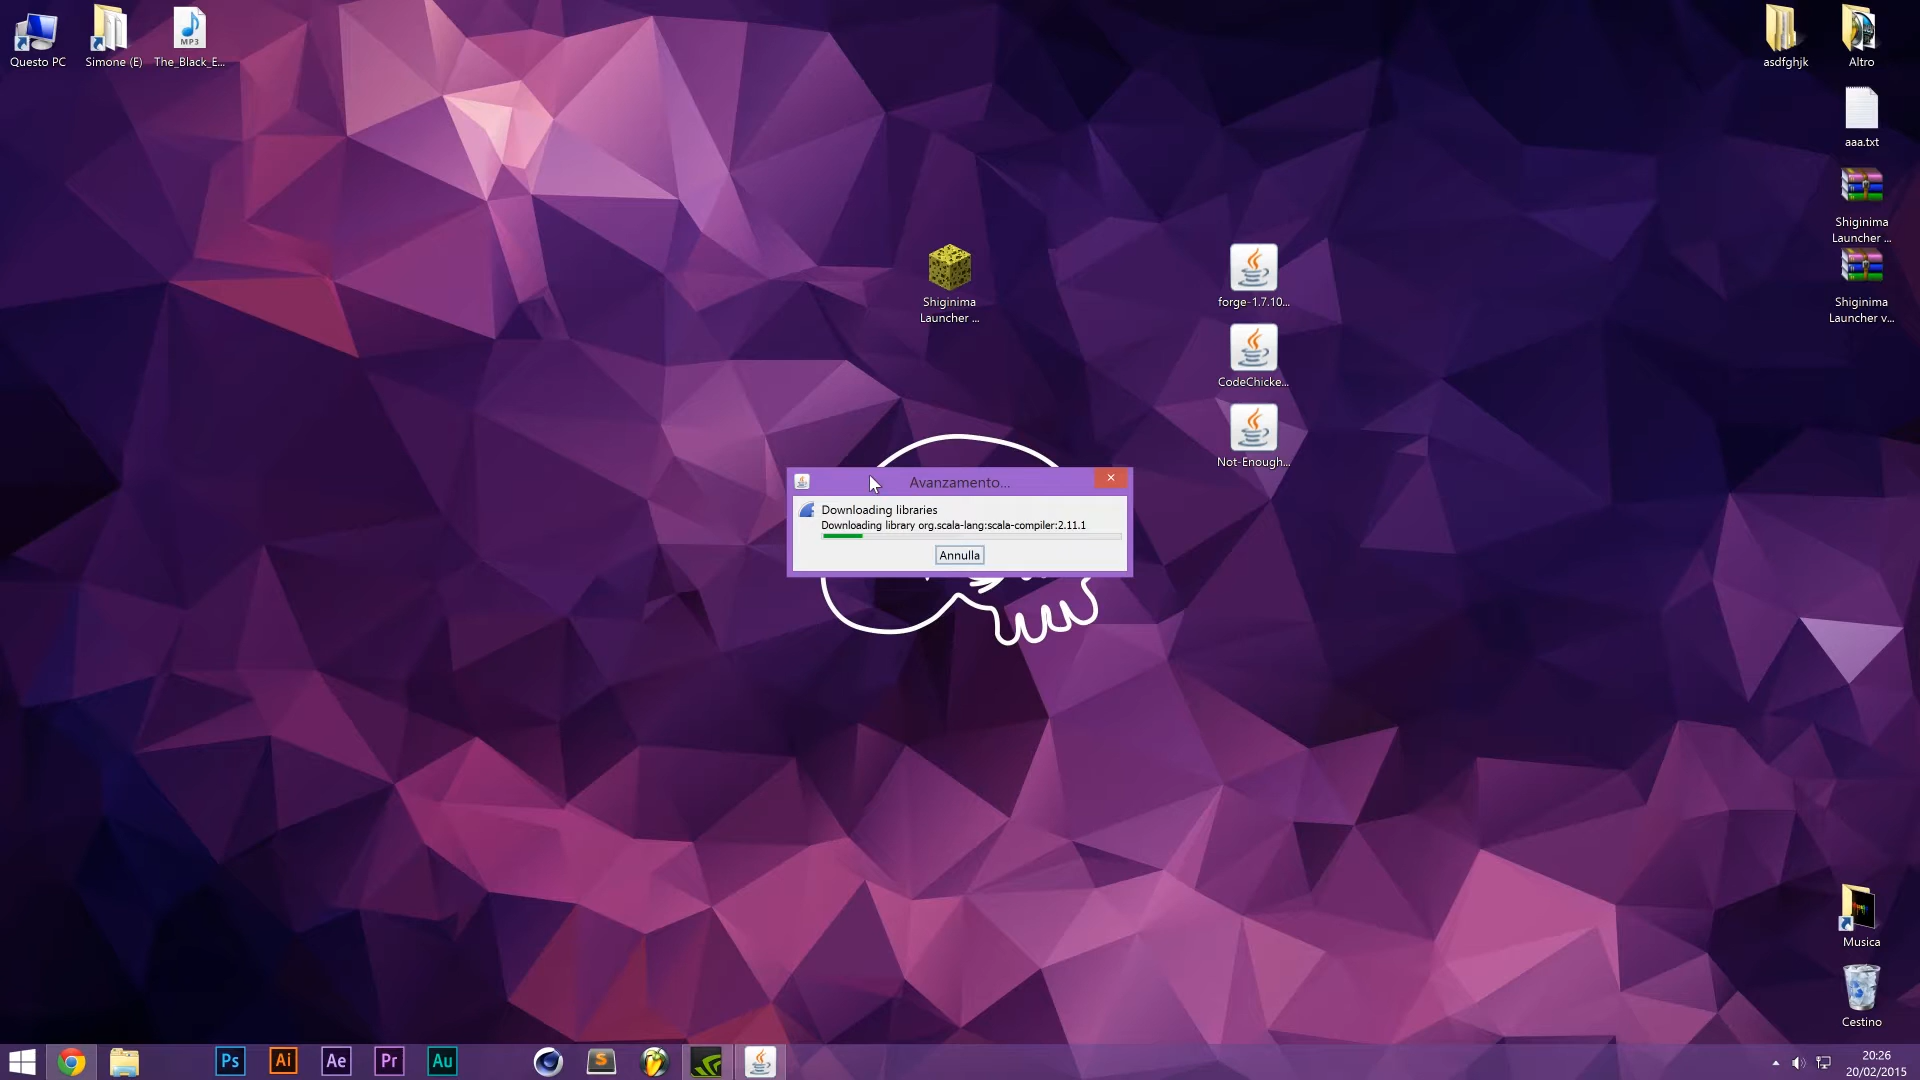 Questo PC
Simone (E)
MP3
The_Black_E...
asdfghjk
Altro
aaa.txt
Shiginima
Launcher ...
Shiginima
Launcher v...
Shiginima
Launcher ...
forge-1.7.10...
CodeChicke...
Not-Enough...
Avanzamento...
Downloading libraries
Downloading library org.scala-lang:scala-compiler:2.11.1
Annulla
Musica
Cestino
Ps
Ai
Ae
Pr
Au
S
20:26
20/02/2015